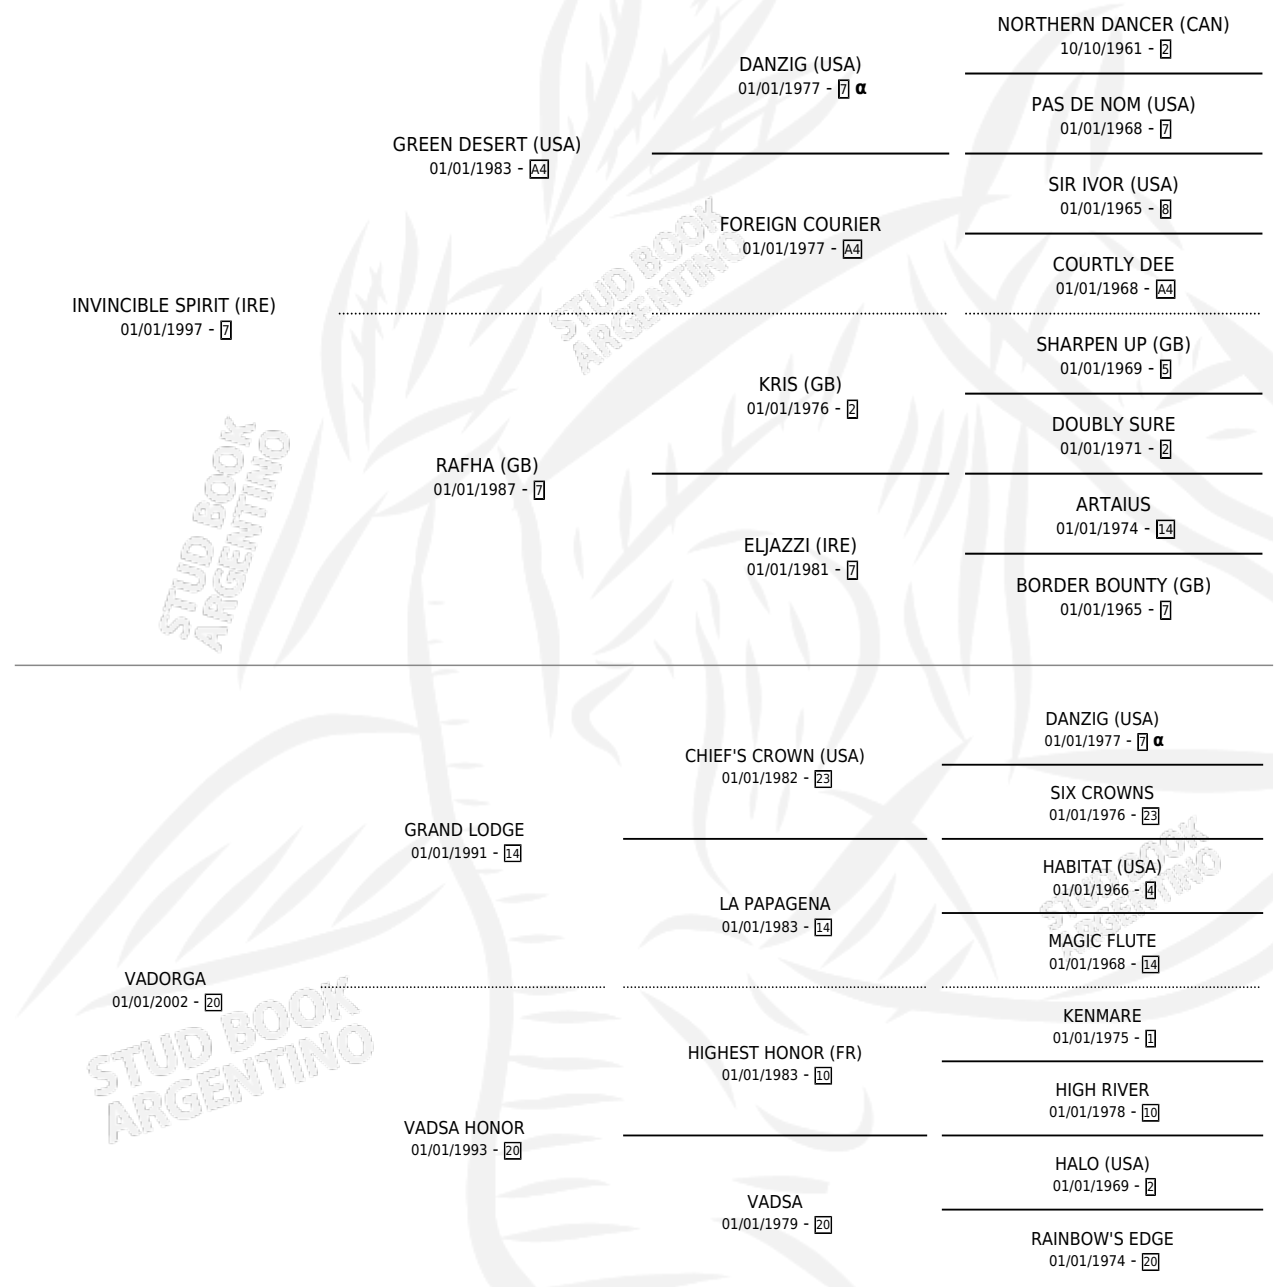 NORTHERN DANCER (CAN)
10/10/1961 - 2
DANZIG (USA)
01/01/1977 - 7 α
PAS DE NOM (USA)
01/01/1968 - 7
GREEN DESERT (USA)
01/01/1983 - A4
SIR IVOR (USA)
01/01/1965 - 8
FOREIGN COURIER
01/01/1977 - A4
COURTLY DEE
01/01/1968 - A4
INVINCIBLE SPIRIT (IRE)
01/01/1997 - 7
SHARPEN UP (GB)
01/01/1969 - 5
KRIS (GB)
01/01/1976 - 2
DOUBLY SURE
01/01/1971 - 2
RAFHA (GB)
01/01/1987 - 7
ARTAIUS
01/01/1974 - 14
ELJAZZI (IRE)
01/01/1981 - 7
BORDER BOUNTY (GB)
01/01/1965 - 7
DANZIG (USA)
01/01/1977 - 7 α
CHIEF'S CROWN (USA)
01/01/1982 - 23
SIX CROWNS
01/01/1976 - 23
GRAND LODGE
01/01/1991 - 14
HABITAT (USA)
01/01/1966 - 4
LA PAPAGENA
01/01/1983 - 14
MAGIC FLUTE
01/01/1968 - 14
VADORGA
01/01/2002 - 20
KENMARE
01/01/1975 - 1
HIGHEST HONOR (FR)
01/01/1983 - 10
HIGH RIVER
01/01/1978 - 10
VADSA HONOR
01/01/1993 - 20
HALO (USA)
01/01/1969 - 2
VADSA
01/01/1979 - 20
RAINBOW'S EDGE
01/01/1974 - 20
STUD BOOK
ARGENTINO
STUD BOOK
ARGENTINO
STUD BOOK
ARGENTINO
STUD BOOK
ARGENTINO